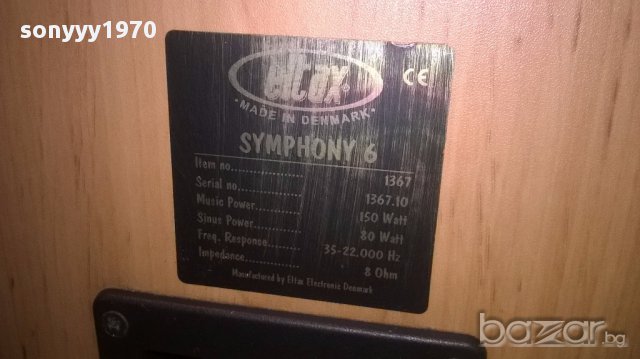 sonyyy1970
eltax
MADE IN DENMARK
CE
SYMPHONY 6
Item no. 1367
Serial no. 1367.10
Music Power. 150 Watt
Sinus Power. 80 Watt
Freq. Response. 35-22.000 Hz
Impedance. 8 Ohm
Manufactured by Eltax Electronic Denmark
bazar.bg